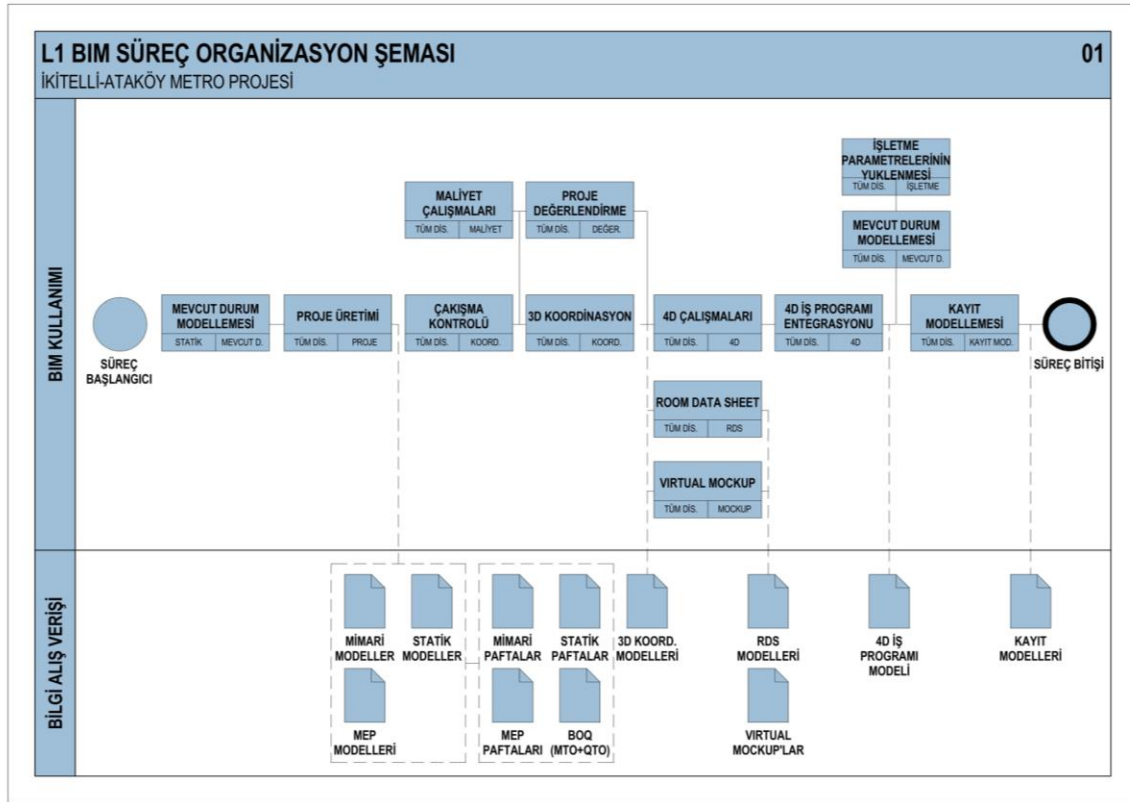 L1 BIM SÜREÇ ORGANİZASYON ŞEMASI
01
İKİTELLİ-ATAKÖY METRO PROJESİ
BIM KULLANIMI
İŞLETME
PARAMETRELERİNİN
YUKLENMESİ
TÜM DİS. İŞLETME
MALİYET
ÇALIŞMALARI
TÜM DİS. MALİYET
PROJE
DEĞERLENDİRME
TÜM DİS. DEĞER.
MEVCUT DURUM
MODELLEMESİ
TÜM DİS. MEVCUT D.
SÜREÇ
BAŞLANGICI
MEVCUT DURUM
MODELLEMESİ
STATİK MEVCUT D.
PROJE ÜRETİMİ
TÜM DİS. PROJE
ÇAKIŞMA
KONTROLÜ
TÜM DİS. KOORD.
3D KOORDİNASYON
TÜM DİS. KOORD.
4D ÇALIŞMALARI
TÜM DİS. 4D
4D İŞ PROGRAMI
ENTEGRASYONU
TÜM DİS. 4D
KAYIT
MODELLEMESİ
TÜM DİS. KAYIT MOD.
SÜREÇ BİTİŞİ
ROOM DATA SHEET
TÜM DİS. RDS
VIRTUAL MOCKUP
TÜM DİS. MOCKUP
BİLGİ ALIŞ VERİŞİ
MİMARİ
MODELLER
STATİK
MODELLER
MİMARİ
PAFTALAR
STATİK
PAFTALAR
3D KOORD.
MODELLERİ
RDS
MODELLERİ
4D İŞ
PROGRAMI
MODELİ
KAYIT
MODELLERİ
MEP
MODELLERİ
MEP
PAFTALARI
BOQ
(MTO+QTO)
VIRTUAL
MOCKUP'LAR